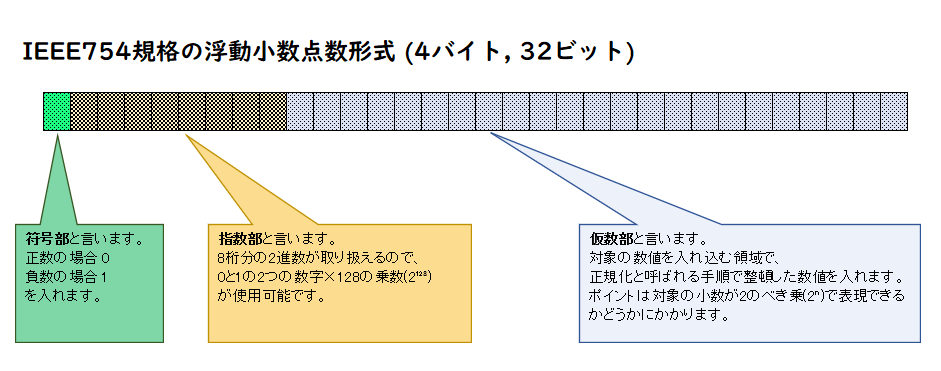 IEEE754規格の浮動小数点数形式 (4バイト, 32ビット)
符号部と言います。
正数の場合０
負数の場合１
を入れます。
指数部と言います。
8桁分の2進数が取り扱えるので、
0と1の2つの数字×128の乗数(2¹²⁸)
が使用可能です。
仮数部と言います。
対象の数値を入れ込む領域で、
正規化と呼ばれる手順で整頓した数値を入れます。
ポイントは対象の小数が2のべき乗(2ⁿ)で表現できる
かどうかにかかります。